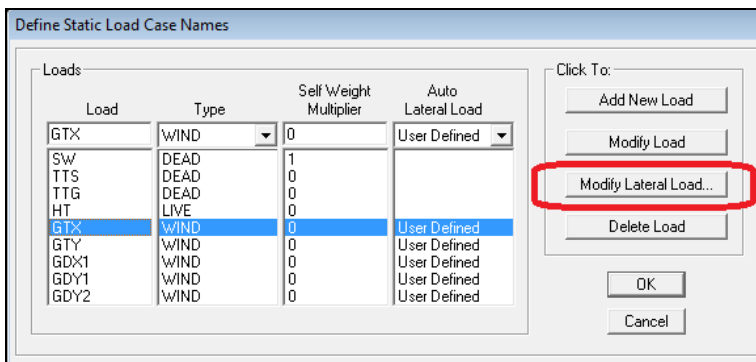 Define Static Load Case Names
Loads
Click To:
Load Type Self Weight Multiplier Auto Lateral Load
GTX WIND 0 User Defined
SW DEAD 1
TTS DEAD 0
TTG DEAD 0
HT LIVE 0
GTX WIND 0 User Defined
GTY WIND 0 User Defined
GDX1 WIND 0 User Defined
GDY1 WIND 0 User Defined
GDY2 WIND 0 User Defined
Add New Load
Modify Load
Modify Lateral Load...
Delete Load
OK
Cancel